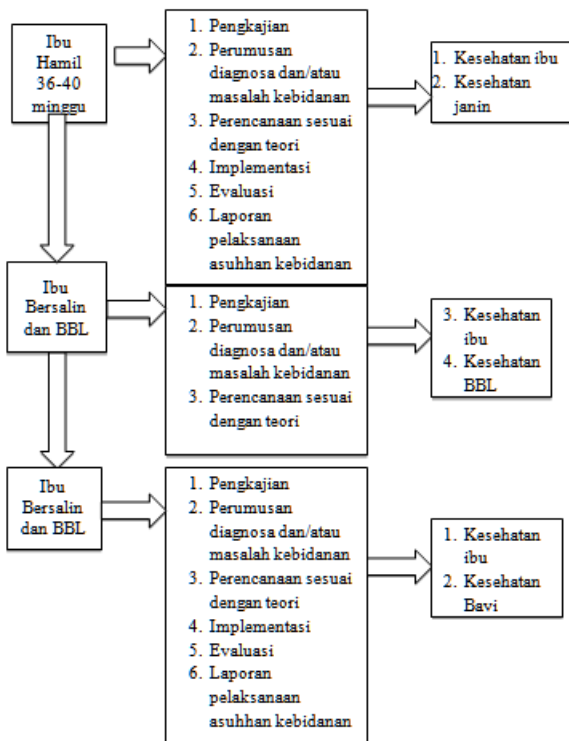 Ibu
Hamil
36-40
minggu
1. Pengkajian
2. Perumusan
diagnosa dan/atau
masalah kebidanan
3. Perencanaan sesuai
dengan teori
4. Implementasi
5. Evaluasi
6. Laporan
pelaksanaan
asuhhan kebidanan
1. Kesehatan ibu
2. Kesehatan
janin
Ibu
Bersalin
dan BBL
1. Pengkajian
2. Perumusan
diagnosa dan/atau
masalah kebidanan
3. Perencanaan sesuai
dengan teori
3. Kesehatan
ibu
4. Kesehatan
BBL
Ibu
Bersalin
dan BBL
1. Pengkajian
2. Perumusan
diagnosa dan/atau
masalah kebidanan
3. Perencanaan sesuai
dengan teori
4. Implementasi
5. Evaluasi
6. Laporan
pelaksanaan
asuhhan kebidanan
1. Kesehatan
ibu
2. Kesehatan
Bavi